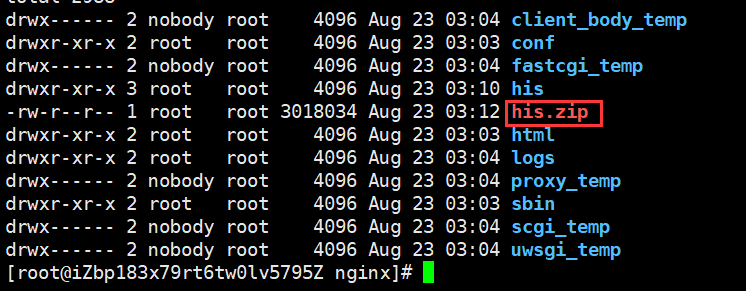 drwx------ 2 nobody root    4096 Aug 23 03:04 client_body_temp
drwxr-xr-x 2 root   root    4096 Aug 23 03:03 conf
drwx------ 2 nobody root    4096 Aug 23 03:04 fastcgi_temp
drwxr-xr-x 3 root   root    4096 Aug 23 03:10 his
-rw-r--r-- 1 root   root 3018034 Aug 23 03:12 his.zip
drwxr-xr-x 2 root   root    4096 Aug 23 03:03 html
drwxr-xr-x 2 root   root    4096 Aug 23 03:04 logs
drwx------ 2 nobody root    4096 Aug 23 03:04 proxy_temp
drwxr-xr-x 2 root   root    4096 Aug 23 03:03 sbin
drwx------ 2 nobody root    4096 Aug 23 03:04 scgi_temp
drwx------ 2 nobody root    4096 Aug 23 03:04 uwsgi_temp
[root@iZbp183x79rt6tw0lv5795Z nginx]#